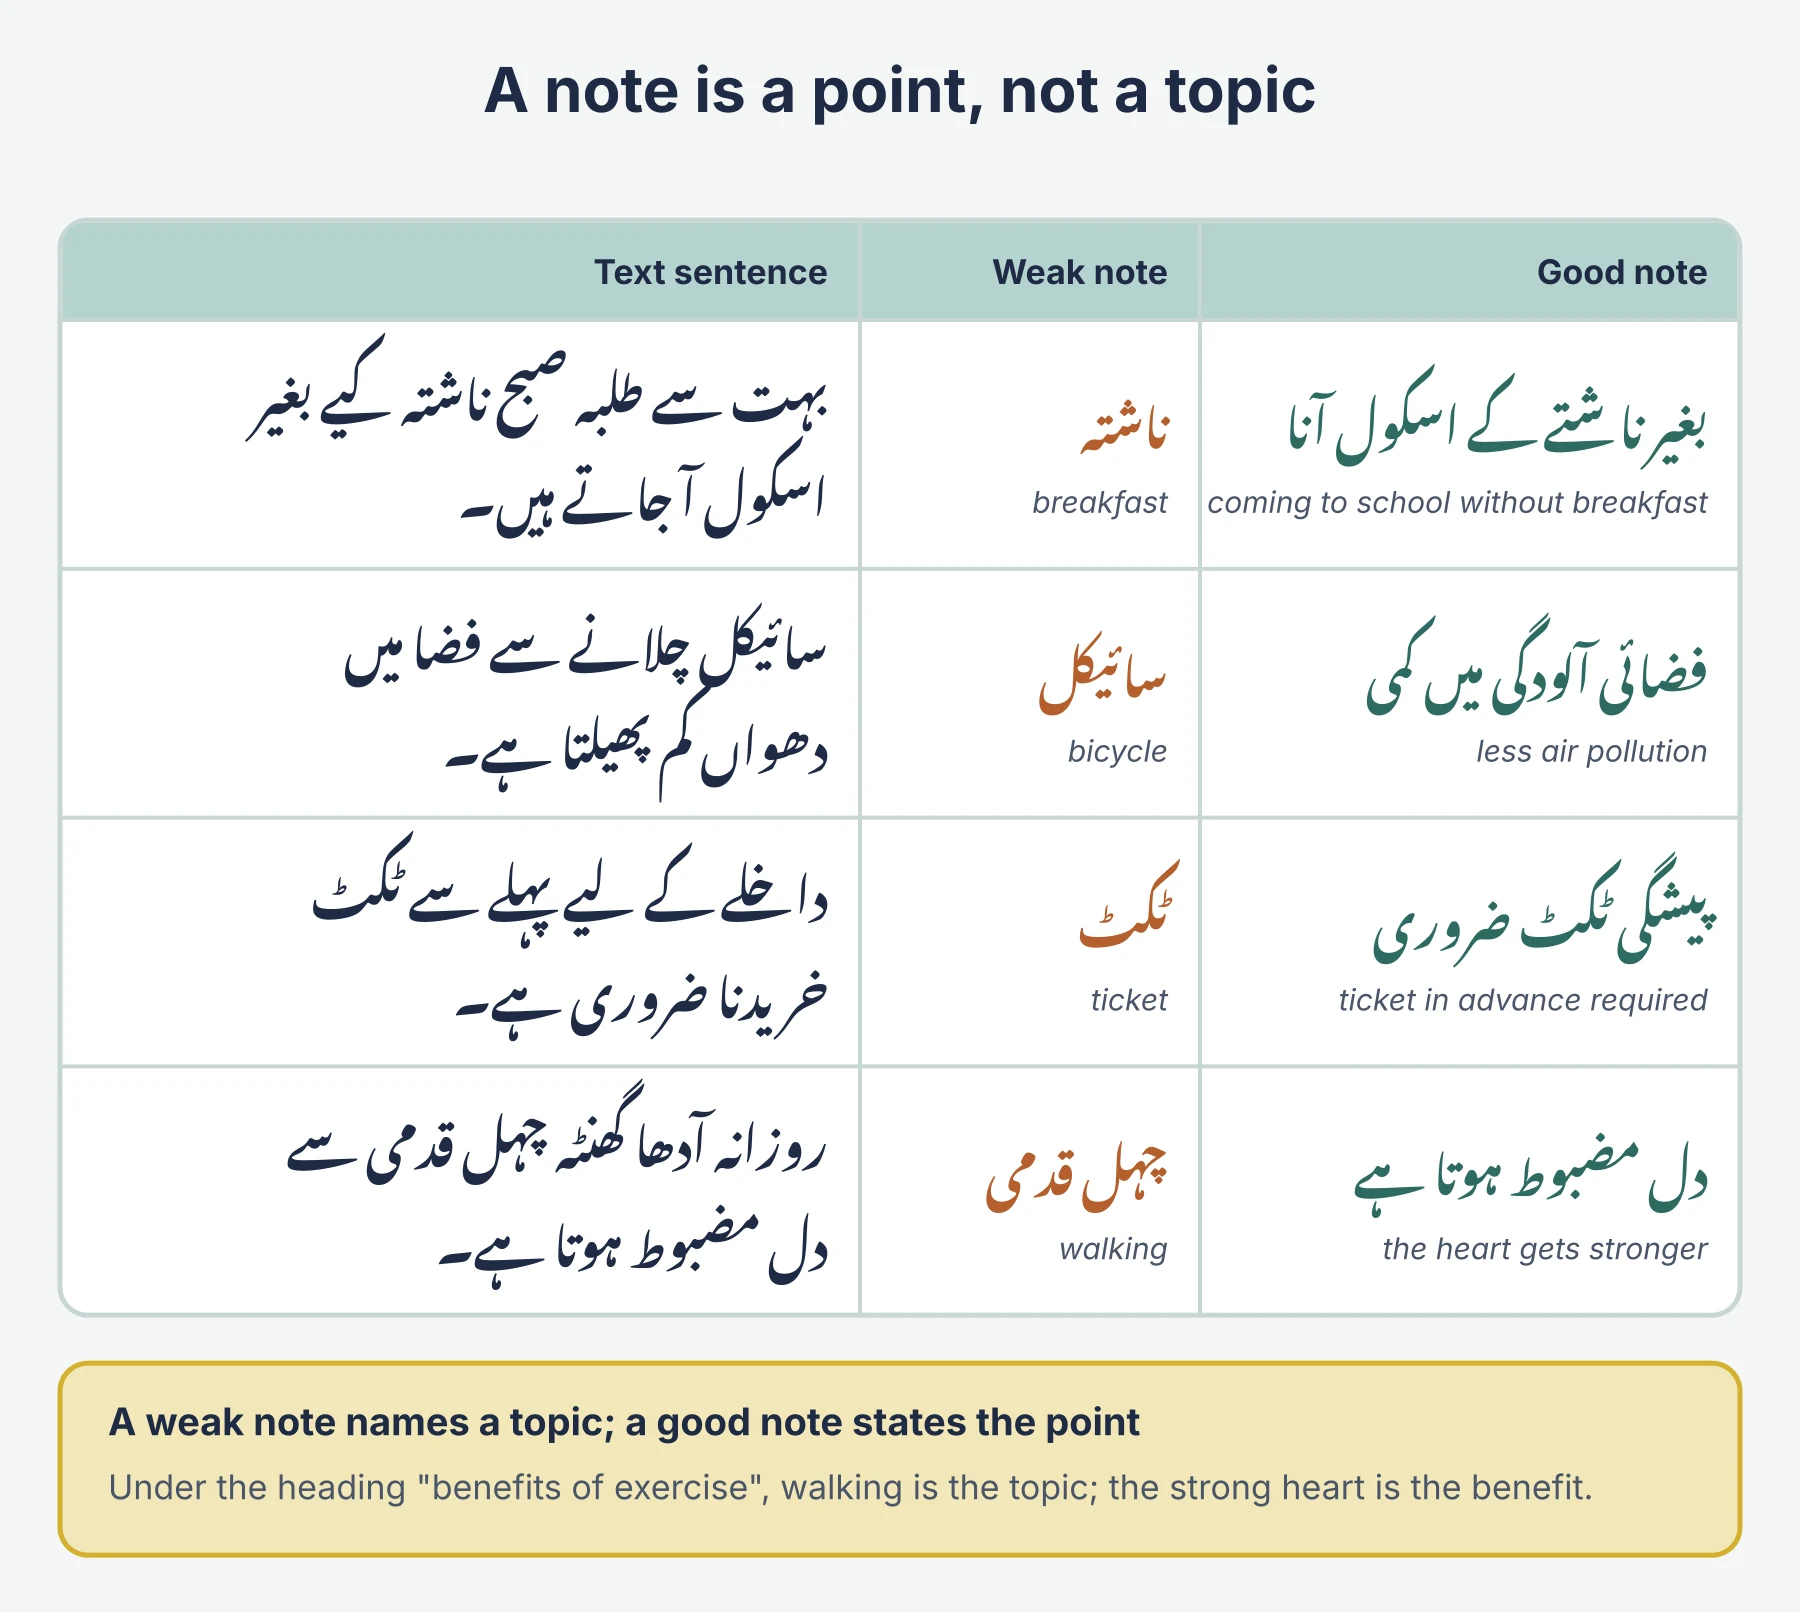 A note is a point, not a topic
Text sentence
Weak note
Good note
بہت سے طلبہ صبح ناشتہ کیے بغیر
اسکول آ جاتے ہیں۔
ناشتہ
breakfast
بغیر ناشتے کے اسکول آنا
coming to school without breakfast
سائیکل چلانے سے فضا میں
دھواں کم پھیلتا ہے۔
سائیکل
bicycle
فضائی آلودگی میں کمی
less air pollution
داخلے کے لیے پہلے سے ٹکٹ
خریدنا ضروری ہے۔
ٹکٹ
ticket
پیشگی ٹکٹ ضروری
ticket in advance required
روزانہ آدھا گھنٹہ چہل قدمی سے
دل مضبوط ہوتا ہے۔
چہل قدمی
walking
دل مضبوط ہوتا ہے
the heart gets stronger
A weak note names a topic; a good note states the point
Under the heading "benefits of exercise", walking is the topic; the strong heart is the benefit.